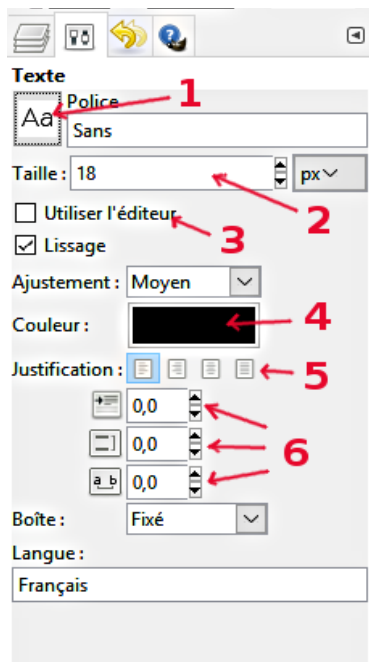 Texte
Aa Police 1
Sans
Taille : 18 px 2
Utiliser l'éditeur 3
Lissage
Ajustement : Moyen
Couleur : 4
Justification : 5
0,0
0,0 6
a b 0,0
Boîte : Fixé
Langue :
Français